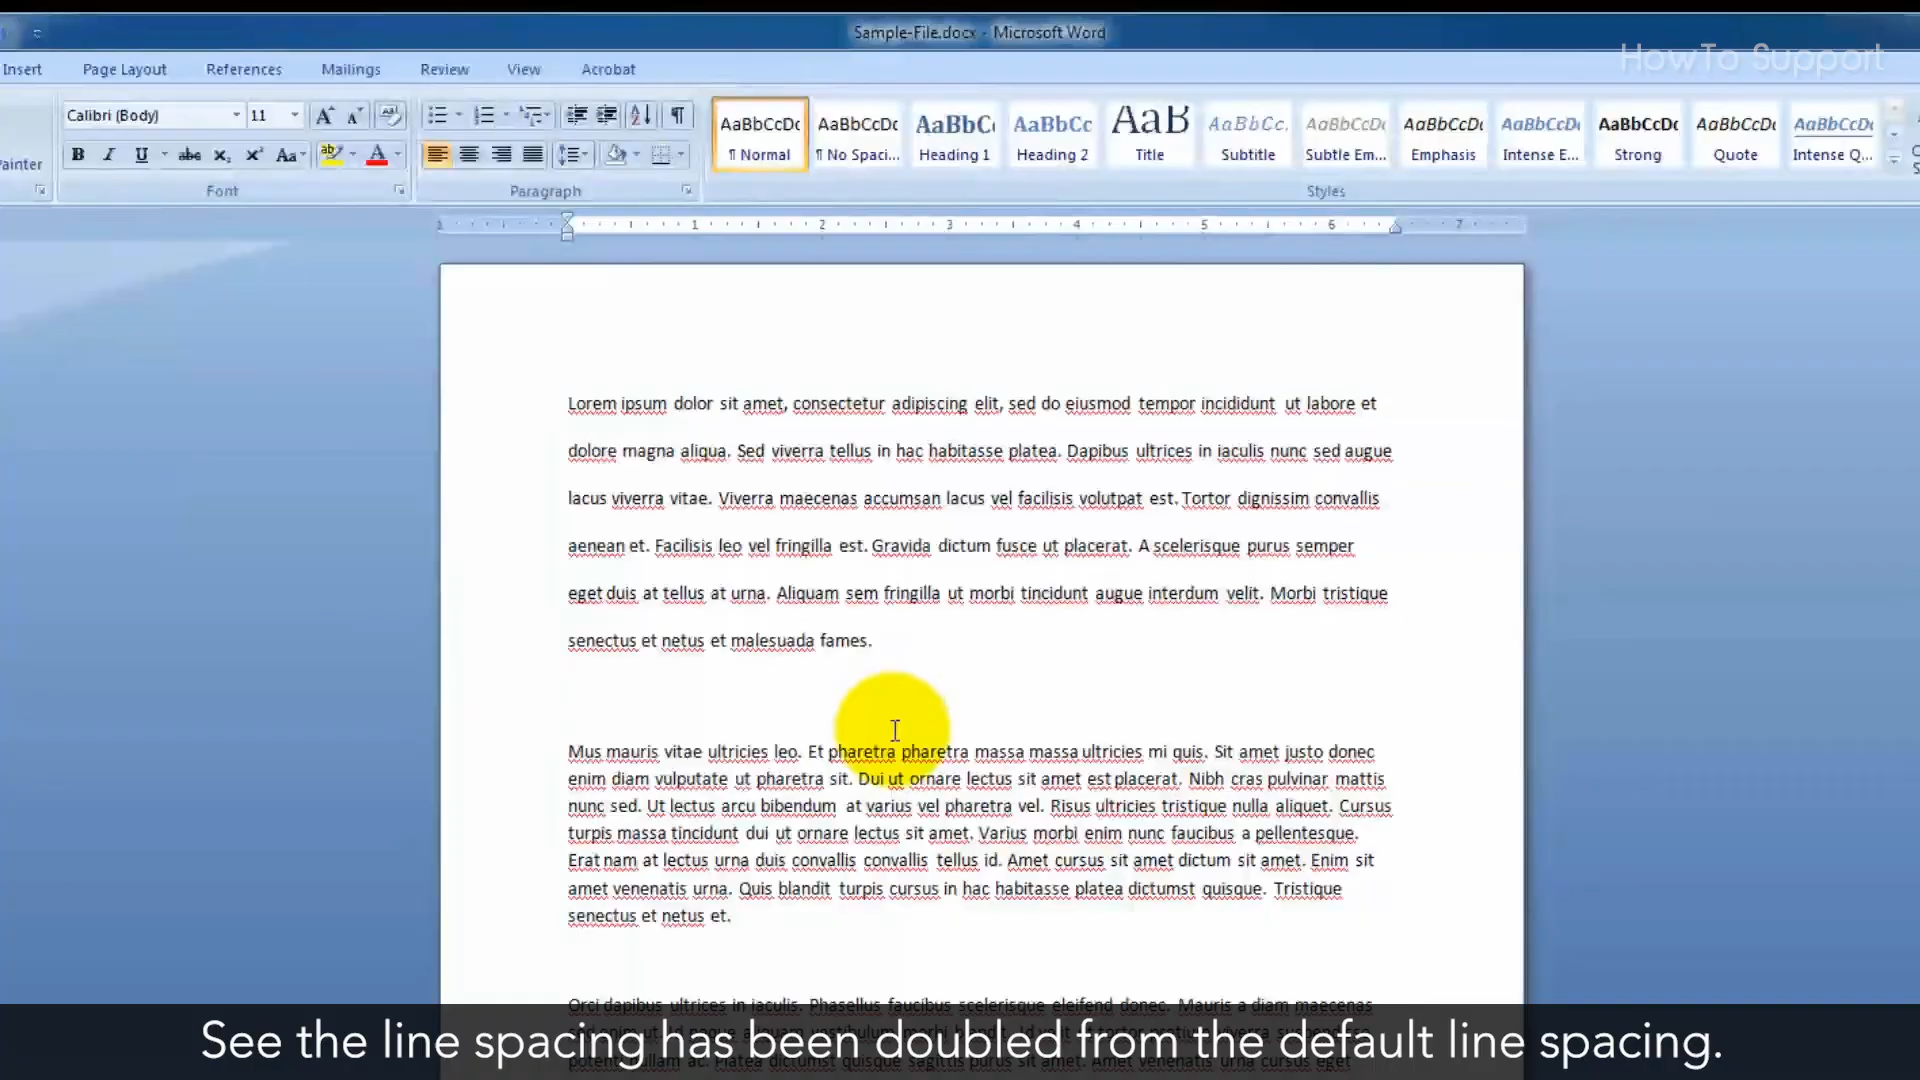 Sample-File.docx - Microsoft Word
HowTo Support
Insert Page Layout References Mailings Review View Acrobat
Calibri (Body) 11
AaBbCcDc AaBbCcDc AaBbC AaBbCc AaB AaBbCc. AaBbCcDc AaBbCcDc AaBbCcDc AaBbCcDc AaBbCcDc AaBbCcDc
Painter B I U abc X₂ X² Aa ab A
¶ Normal ¶ No Spaci... Heading 1 Heading 2 Title Subtitle Subtle Em... Emphasis Intense E... Strong Quote Intense Q...
Font Paragraph Styles
1 1 2 3 4 5 6 7
Lorem ipsum dolor sit amet, consectetur adipiscing elit, sed do eiusmod tempor incididunt ut labore et
dolore magna aliqua. Sed viverra tellus in hac habitasse platea. Dapibus ultrices in iaculis nunc sed augue
lacus viverra vitae. Viverra maecenas accumsan lacus vel facilisis volutpat est. Tortor dignissim convallis
aenean et. Facilisis leo vel fringilla est. Gravida dictum fusce ut placerat. A scelerisque purus semper
eget duis at tellus at urna. Aliquam sem fringilla ut morbi tincidunt augue interdum velit. Morbi tristique
senectus et netus et malesuada fames.
Mus mauris vitae ultricies leo. Et pharetra pharetra massa massa ultricies mi quis. Sit amet justo donec
enim diam vulputate ut pharetra sit. Dui ut ornare lectus sit amet est placerat. Nibh cras pulvinar mattis
nunc sed. Ut lectus arcu bibendum at varius vel pharetra vel. Risus ultricies tristique nulla aliquet. Cursus
turpis massa tincidunt dui ut ornare lectus sit amet. Varius morbi enim nunc faucibus a pellentesque.
Erat nam at lectus urna duis convallis convallis tellus id. Amet cursus sit amet dictum sit amet. Enim sit
amet venenatis urna. Quis blandit turpis cursus in hac habitasse platea dictumst quisque. Tristique
senectus et netus et.
Orci dapibus ultrices in iaculis. Phasellus faucibus scelerisque eleifend donec. Mauris a diam maecenas
See the line spacing has been doubled from the default line spacing.